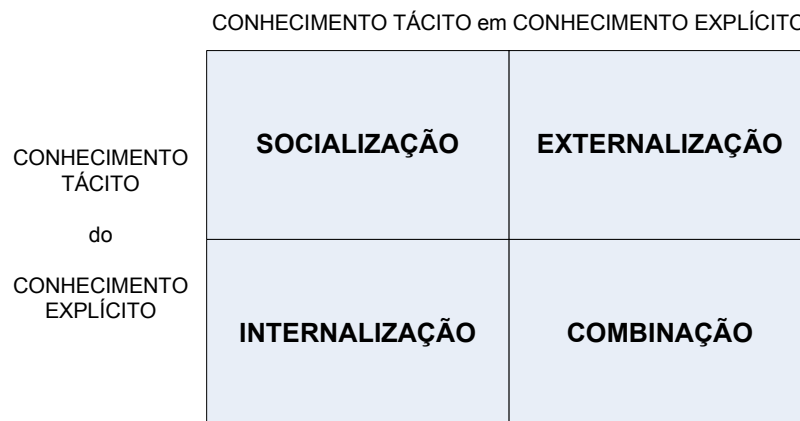 CONHECIMENTO TÁCITO em CONHECIMENTO EXPLÍCITO
SOCIALIZAÇÃO
EXTERNALIZAÇÃO
CONHECIMENTO
TÁCITO
do
CONHECIMENTO
EXPLÍCITO
INTERNALIZAÇÃO
COMBINAÇÃO